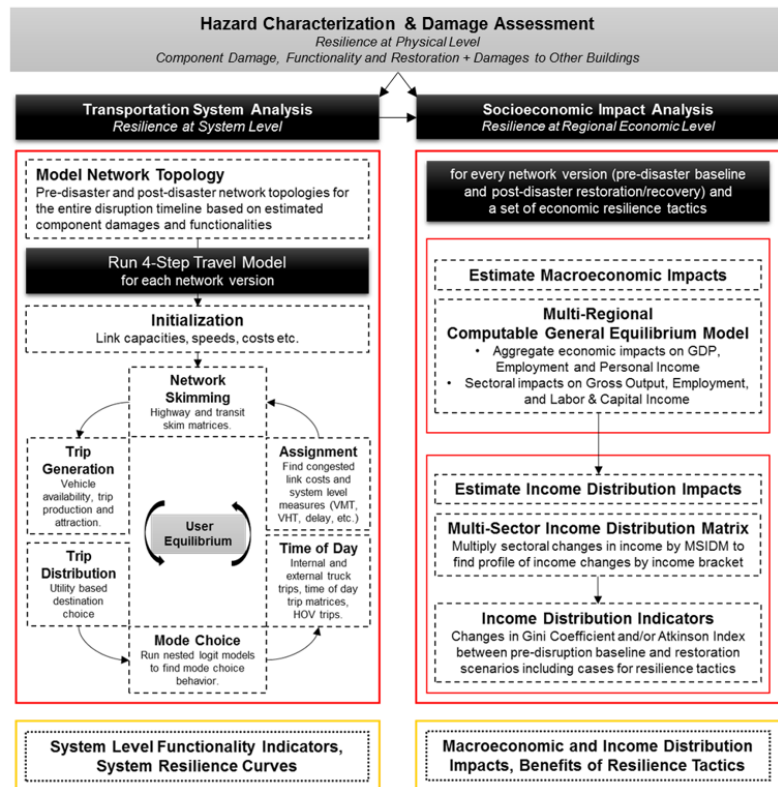 Hazard Characterization & Damage Assessment
Resilience at Physical Level
Component Damage, Functionality and Restoration + Damages to Other Buildings
Transportation System Analysis
Resilience at System Level
Socioeconomic Impact Analysis
Resilience at Regional Economic Level
Model Network Topology
Pre-disaster and post-disaster network topologies for
the entire disruption timeline based on estimated
component damages and functionalities
Run 4-Step Travel Model
for each network version
Initialization
Link capacities, speeds, costs etc.
Network
Skimming
Highway and transit
skim matrices.
Trip
Generation
Vehicle
availability, trip
production and
attraction.
Assignment
Find congested
link costs and
system level
measures (VMT,
VHT, delay, etc.)
User
Equilibrium
Trip
Distribution
Utility based
destination
choice
Time of Day
Internal and
external truck
trips, time of day
trip matrices,
HOV trips.
Mode Choice
Run nested logit models
to find mode choice
behavior.
System Level Functionality Indicators,
System Resilience Curves
for every network version (pre-disaster baseline
and post-disaster restoration/recovery) and
a set of economic resilience tactics
Estimate Macroeconomic Impacts
Multi-Regional
Computable General Equilibrium Model
• Aggregate economic impacts on GDP,
Employment and Personal Income
• Sectoral impacts on Gross Output, Employment,
and Labor & Capital Income
Estimate Income Distribution Impacts
Multi-Sector Income Distribution Matrix
Multiply sectoral changes in income by MSIDM to
find profile of income changes by income bracket
Income Distribution Indicators
Changes in Gini Coefficient and/or Atkinson Index
between pre-disruption baseline and restoration
scenarios including cases for resilience tactics
Macroeconomic and Income Distribution
Impacts, Benefits of Resilience Tactics